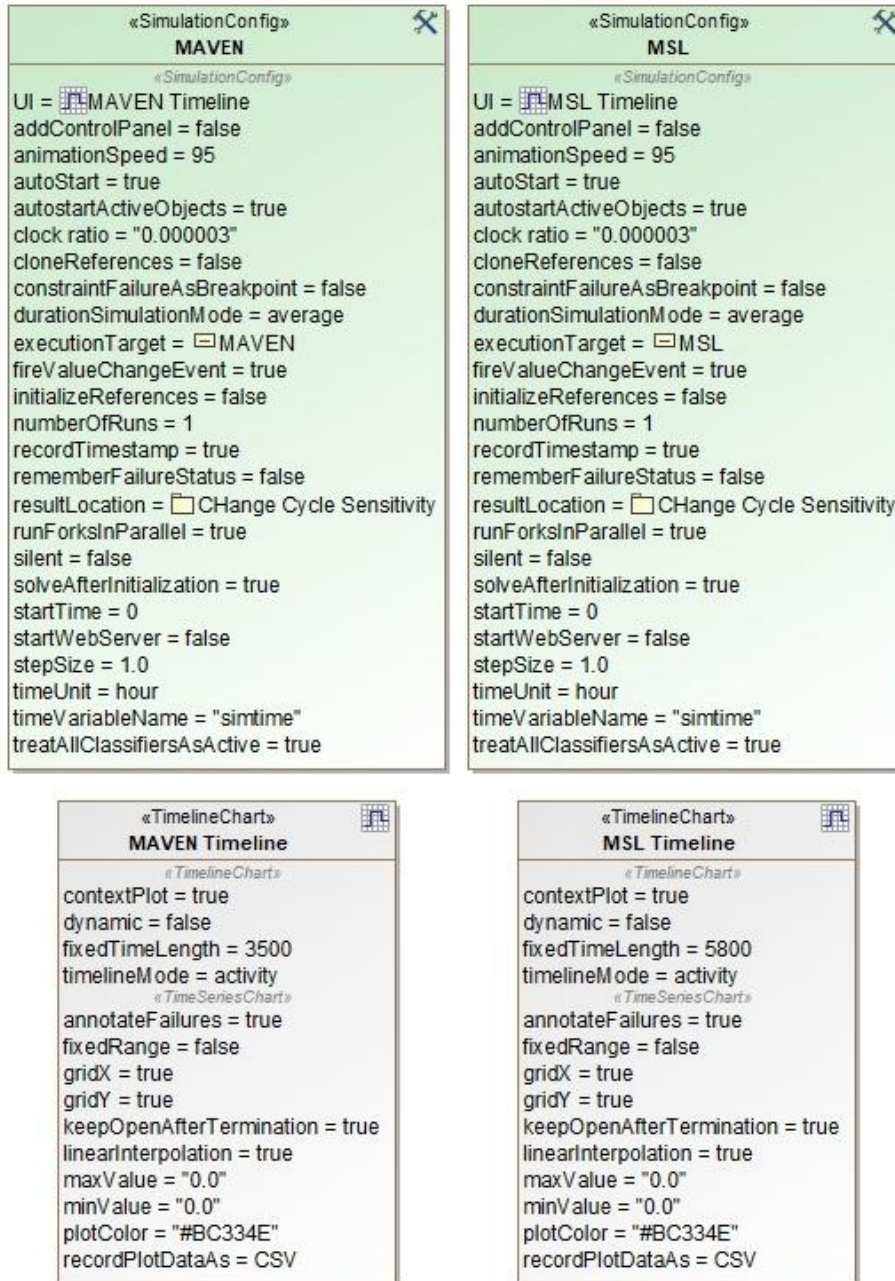 «SimulationConfig»
MAVEN
«SimulationConfig»
UI = MAVEN Timeline
addControlPanel = false
animationSpeed = 95
autoStart = true
autostartActiveObjects = true
clock ratio = "0.000003"
cloneReferences = false
constraintFailureAsBreakpoint = false
durationSimulationMode = average
executionTarget = MAVEN
fireValueChangeEvent = true
initializeReferences = false
numberOfRuns = 1
recordTimestamp = true
rememberFailureStatus = false
resultLocation = CHange Cycle Sensitivity
runForksInParallel = true
silent = false
solveAfterInitialization = true
startTime = 0
startWebServer = false
stepSize = 1.0
timeUnit = hour
timeVariableName = "simtime"
treatAllClassifiersAsActive = true
«SimulationConfig»
MSL
«SimulationConfig»
UI = MSL Timeline
addControlPanel = false
animationSpeed = 95
autoStart = true
autostartActiveObjects = true
clock ratio = "0.000003"
cloneReferences = false
constraintFailureAsBreakpoint = false
durationSimulationMode = average
executionTarget = MSL
fireValueChangeEvent = true
initializeReferences = false
numberOfRuns = 1
recordTimestamp = true
rememberFailureStatus = false
resultLocation = CHange Cycle Sensitivity
runForksInParallel = true
silent = false
solveAfterInitialization = true
startTime = 0
startWebServer = false
stepSize = 1.0
timeUnit = hour
timeVariableName = "simtime"
treatAllClassifiersAsActive = true
«TimelineChart»
MAVEN Timeline
«TimelineChart»
contextPlot = true
dynamic = false
fixedTimeLength = 3500
timelineMode = activity
«TimeSeriesChart»
annotateFailures = true
fixedRange = false
gridX = true
gridY = true
keepOpenAfterTermination = true
linearInterpolation = true
maxValue = "0.0"
minValue = "0.0"
plotColor = "#BC334E"
recordPlotDataAs = CSV
«TimelineChart»
MSL Timeline
«TimelineChart»
contextPlot = true
dynamic = false
fixedTimeLength = 5800
timelineMode = activity
«TimeSeriesChart»
annotateFailures = true
fixedRange = false
gridX = true
gridY = true
keepOpenAfterTermination = true
linearInterpolation = true
maxValue = "0.0"
minValue = "0.0"
plotColor = "#BC334E"
recordPlotDataAs = CSV